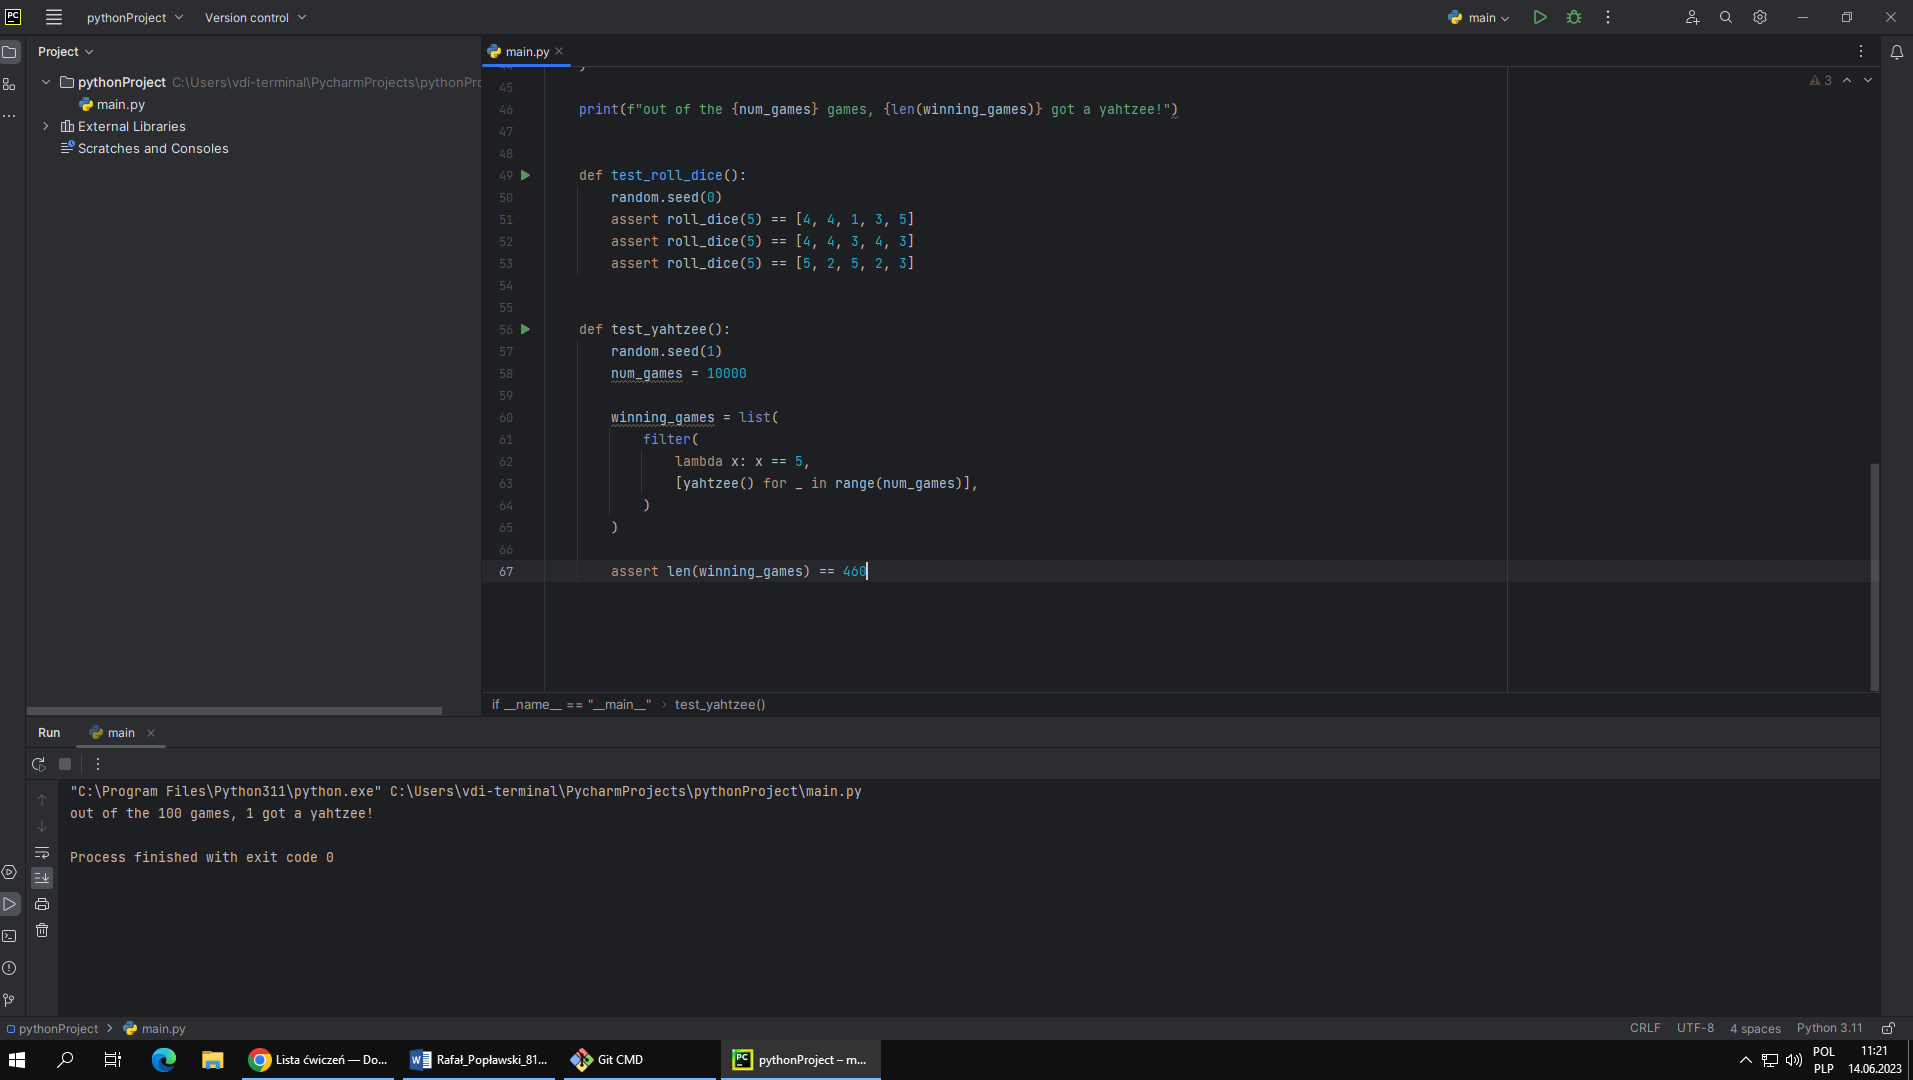 PC pythonProject Version control main
Project
main.py
pythonProject C:\Users\vdi-terminal\PycharmProjects\pythonPro
main.py
External Libraries
Scratches and Consoles
3
45
46 print(f"out of the {num_games} games, {len(winning_games)} got a yahtzee!")
47
48
49 def test_roll_dice():
50 random.seed(0)
51 assert roll_dice(5) == [4, 4, 1, 3, 5]
52 assert roll_dice(5) == [4, 4, 3, 4, 3]
53 assert roll_dice(5) == [5, 2, 5, 2, 3]
54
55
56 def test_yahtzee():
57 random.seed(1)
58 num_games = 10000
59
60 winning_games = list(
61 filter(
62 lambda x: x == 5,
63 [yahtzee() for _ in range(num_games)],
64 )
65 )
66
67 assert len(winning_games) == 460
if __name__ == "__main__" › test_yahtzee()
Run main
"C:\Program Files\Python311\python.exe" C:\Users\vdi-terminal\PycharmProjects\pythonProject\main.py
out of the 100 games, 1 got a yahtzee!
Process finished with exit code 0
pythonProject › main.py
CRLF UTF-8 4 spaces Python 3.11
Lista ćwiczeń — Do...
Rafał_Popławski_81...
Git CMD
PC pythonProject – m...
POL
PLP
11:21
14.06.2023